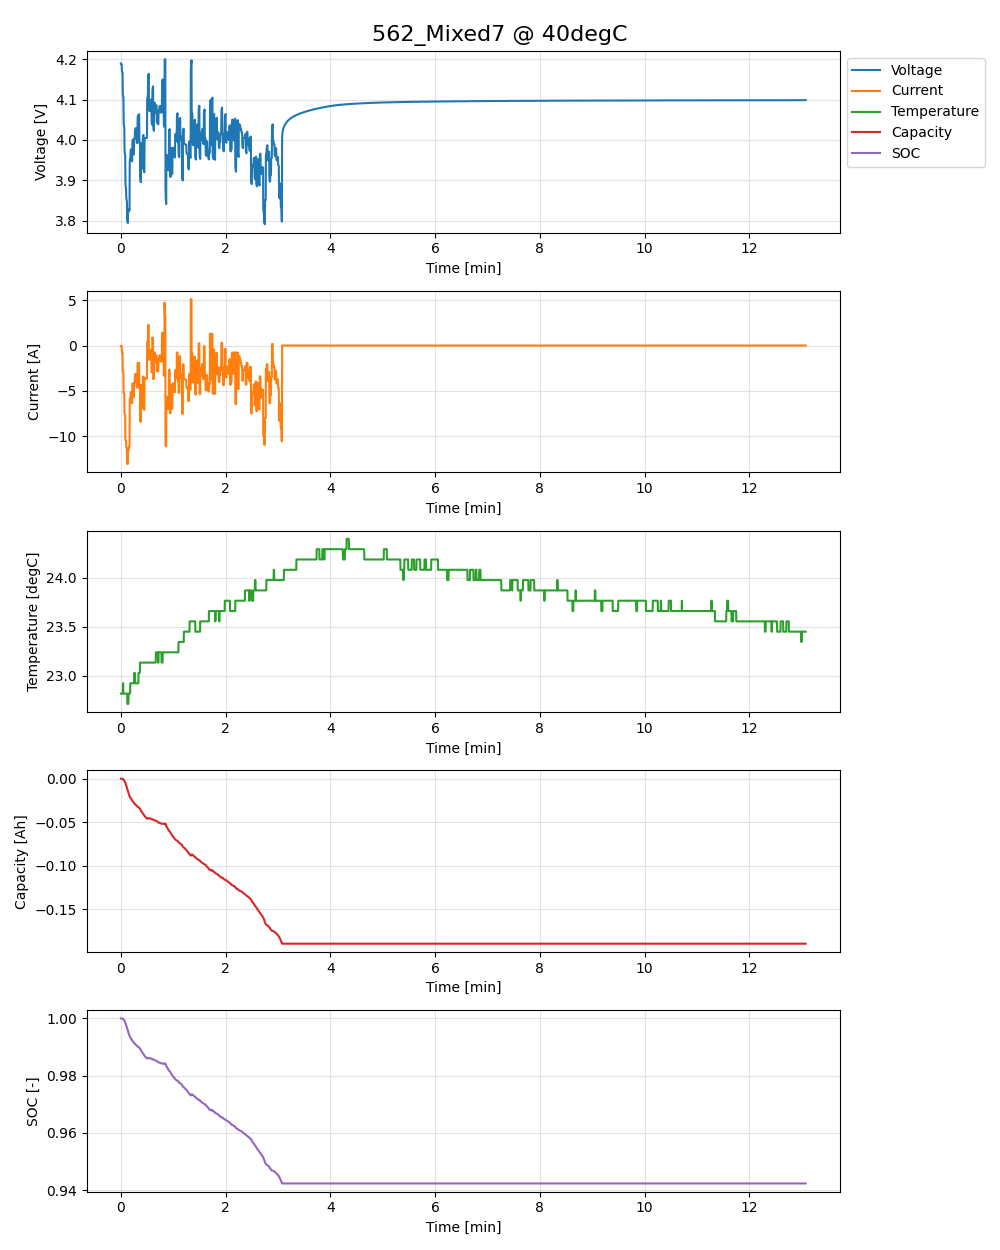 562_Mixed7 @ 40degC
4.2
4.1
4.0
3.9
3.8
Voltage [V]
0 2 4 6 8 10 12
Time [min]
Voltage
Current
Temperature
Capacity
SOC
5
0
−5
−10
Current [A]
0 2 4 6 8 10 12
Time [min]
24.0
23.5
23.0
Temperature [degC]
0 2 4 6 8 10 12
Time [min]
0.00
−0.05
−0.10
−0.15
Capacity [Ah]
0 2 4 6 8 10 12
Time [min]
1.00
0.98
0.96
0.94
SOC [-]
0 2 4 6 8 10 12
Time [min]